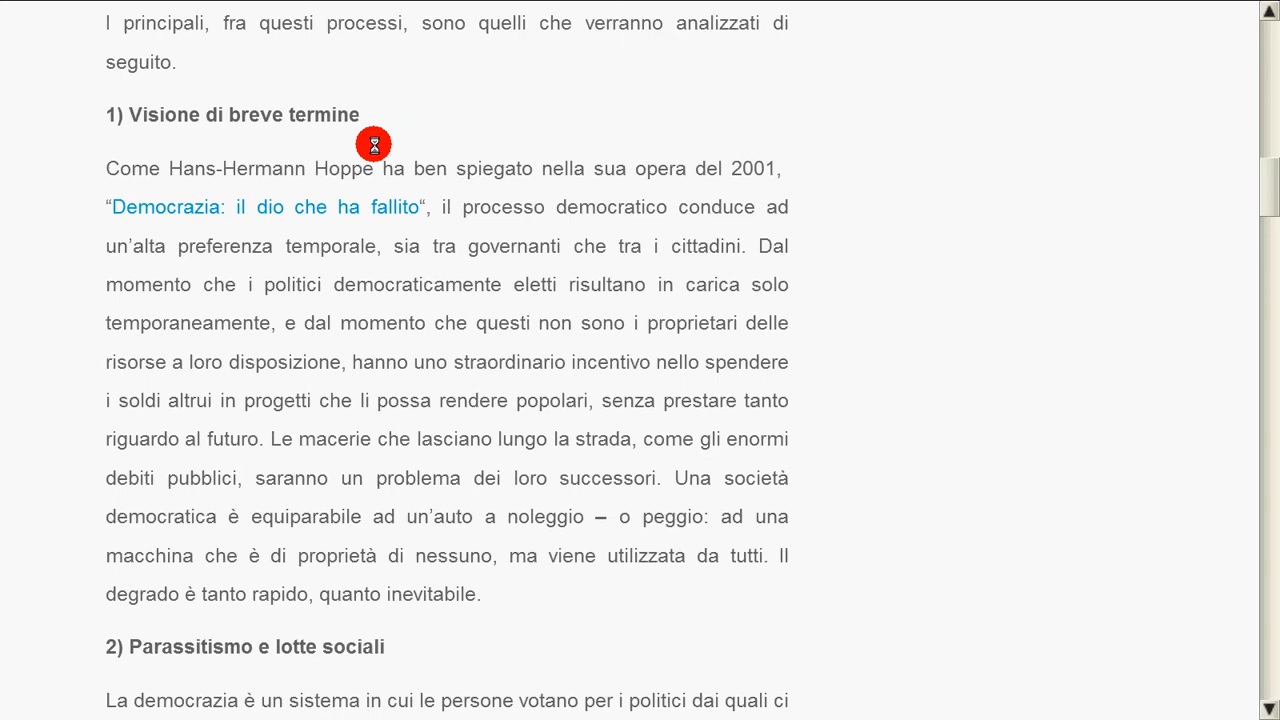 I principali, fra questi processi, sono quelli che verranno analizzati di
seguito.
1) Visione di breve termine
Come Hans-Hermann Hoppe ha ben spiegato nella sua opera del 2001,
“Democrazia: il dio che ha fallito“, il processo democratico conduce ad
un’alta preferenza temporale, sia tra governanti che tra i cittadini. Dal
momento che i politici democraticamente eletti risultano in carica solo
temporaneamente, e dal momento che questi non sono i proprietari delle
risorse a loro disposizione, hanno uno straordinario incentivo nello spendere
i soldi altrui in progetti che li possa rendere popolari, senza prestare tanto
riguardo al futuro. Le macerie che lasciano lungo la strada, come gli enormi
debiti pubblici, saranno un problema dei loro successori. Una società
democratica è equiparabile ad un’auto a noleggio – o peggio: ad una
macchina che è di proprietà di nessuno, ma viene utilizzata da tutti. Il
degrado è tanto rapido, quanto inevitabile.
2) Parassitismo e lotte sociali
La democrazia è un sistema in cui le persone votano per i politici dai quali ci